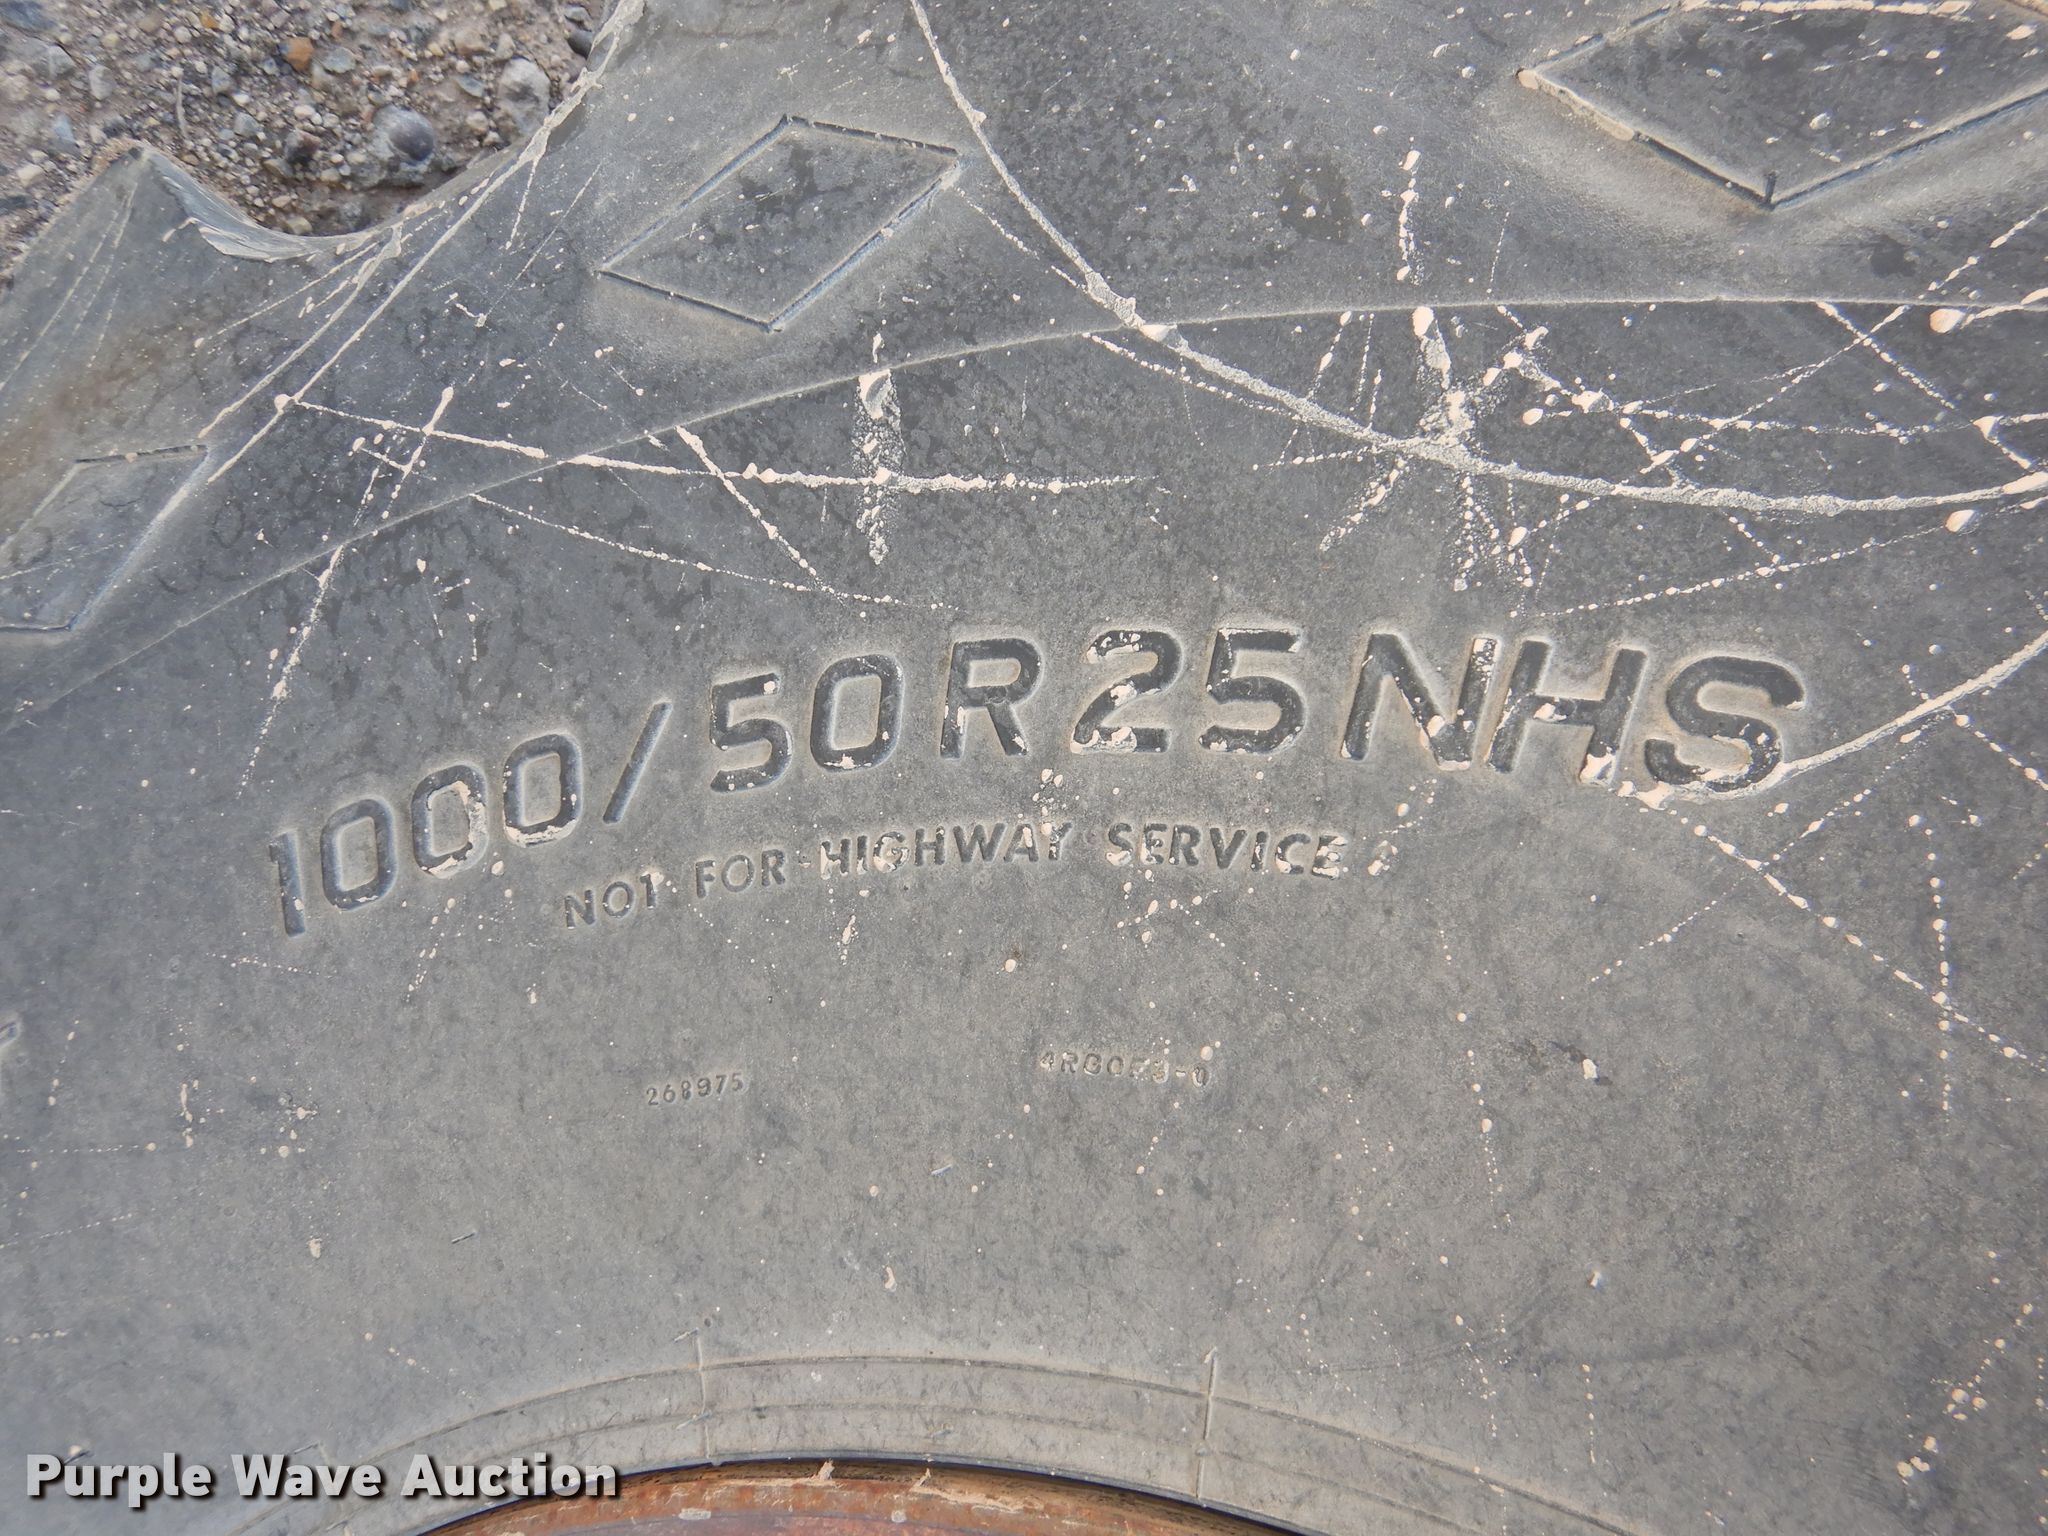 1000/50R25NHS
NOT FOR HIGHWAY SERVICE
268975
Purple Wave Auction